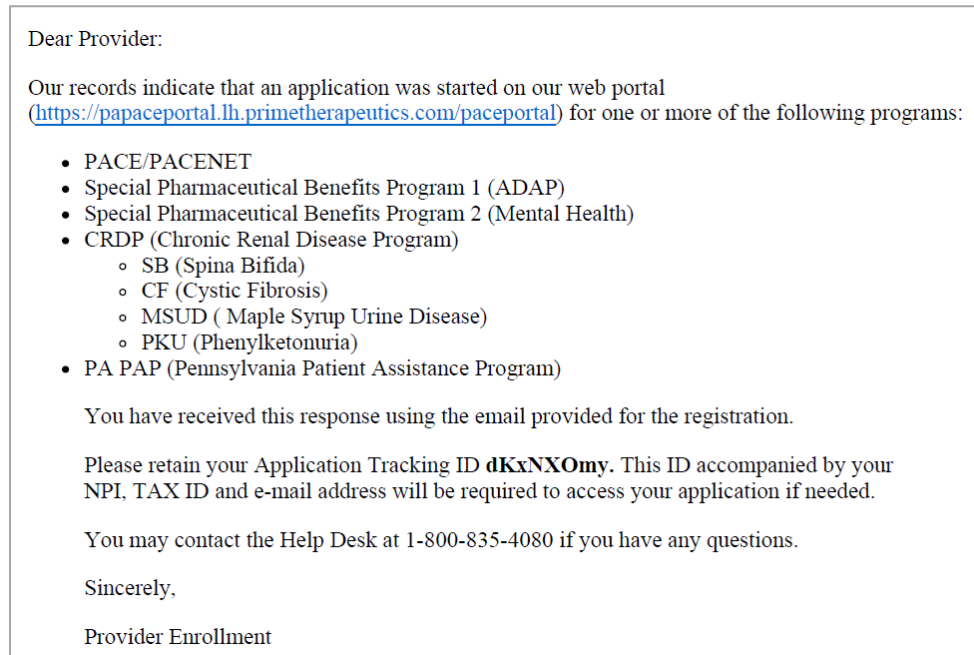 Dear Provider:
Our records indicate that an application was started on our web portal
(https://papaceportal.lh.primetherapeutics.com/paceportal) for one or more of the following programs:
• PACE/PACENET
• Special Pharmaceutical Benefits Program 1 (ADAP)
• Special Pharmaceutical Benefits Program 2 (Mental Health)
• CRDP (Chronic Renal Disease Program)
◦ SB (Spina Bifida)
◦ CF (Cystic Fibrosis)
◦ MSUD ( Maple Syrup Urine Disease)
◦ PKU (Phenylketonuria)
• PA PAP (Pennsylvania Patient Assistance Program)
You have received this response using the email provided for the registration.
Please retain your Application Tracking ID dKxNXOmy. This ID accompanied by your
NPI, TAX ID and e-mail address will be required to access your application if needed.
You may contact the Help Desk at 1-800-835-4080 if you have any questions.
Sincerely,
Provider Enrollment